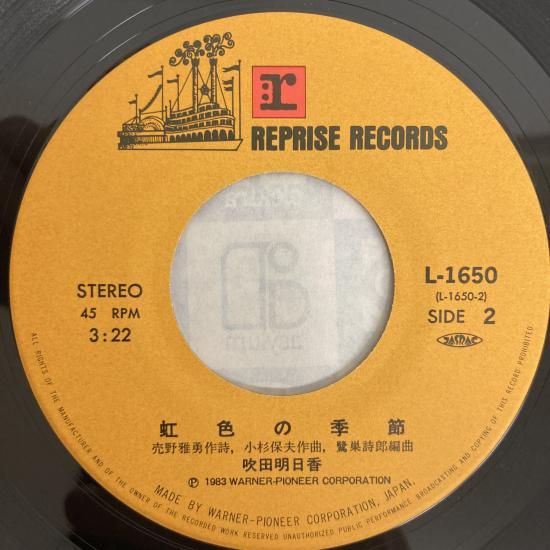 r
REPRISE RECORDS
STEREO
45 RPM
3:22
L-1650
(L-1650-2)
SIDE 2
JASRAC
虹色の季節
売野雅勇作詩, 小杉保夫作曲, 鷺巣詩郎編曲
吹田明日香
Ⓟ 1983 WARNER-PIONEER CORPORATION
ALL RIGHTS OF THE MANUFACTURER AND OF THE OWNER OF THE RECORDED WORK RESERVED UNAUTHORIZED PUBLIC PERFORMANCE BROADCASTING AND COPYING OF THIS RECORD PROHIBITED.
MADE BY WARNER-PIONEER CORPORATION, JAPAN.
asylum